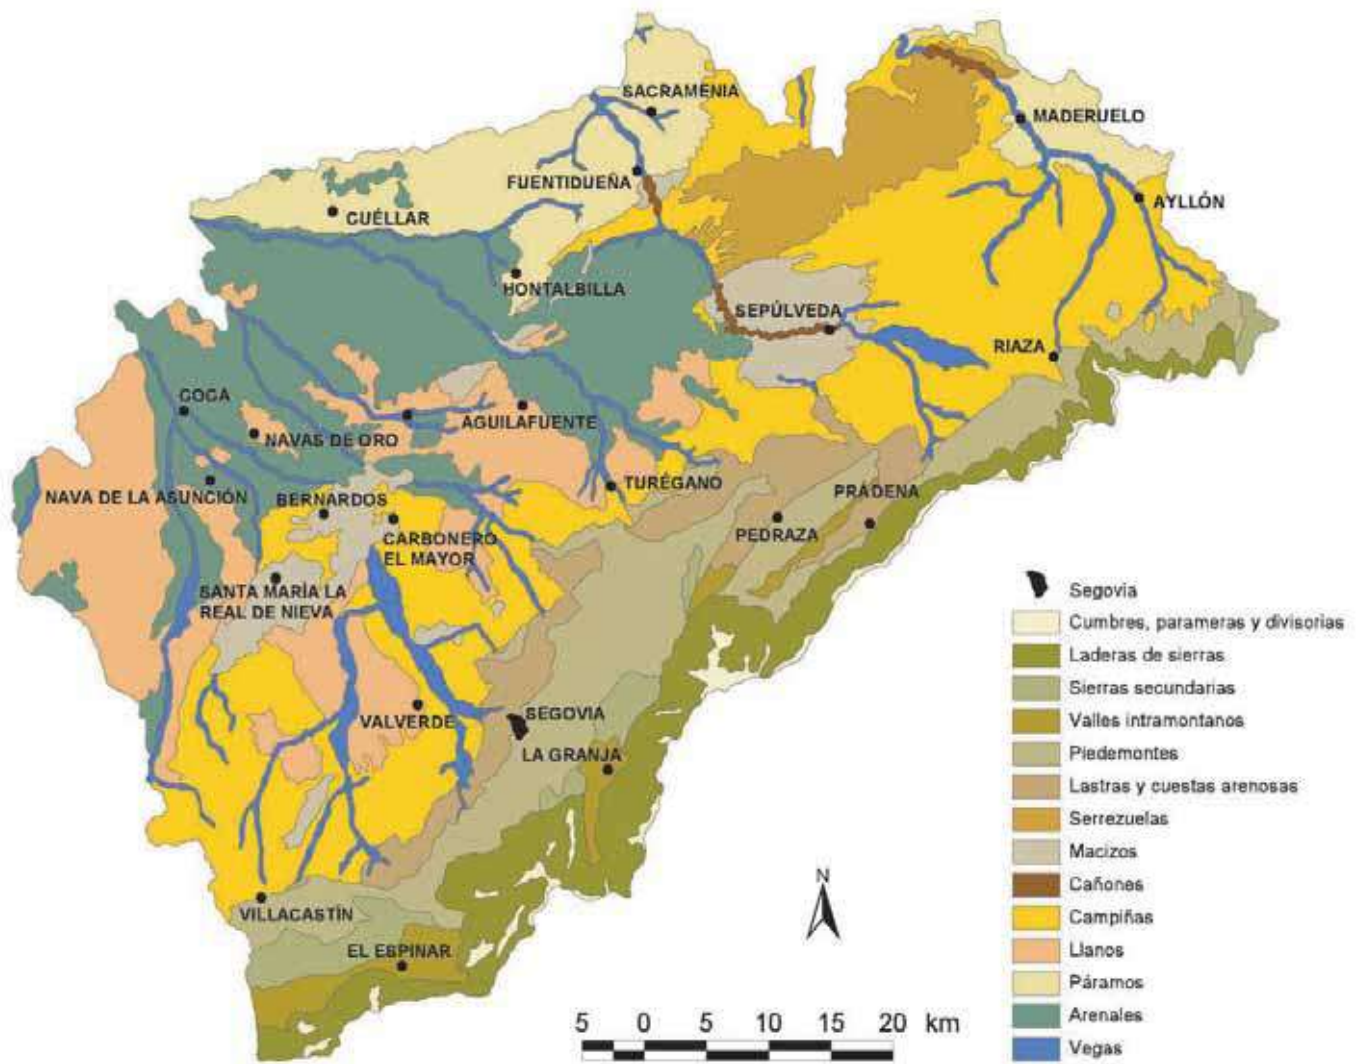 SACRAMENIA
MADERUELO
FUENTIDUEÑA
AYLLÓN
CUÉLLAR
HONTALBILLA
SEPÚLVEDA
RIAZA
COCA
AGUILAFUENTE
NAVAS DE ORO
TURÉGANO
NAVA DE LA ASUNCIÓN
BERNARDOS
PRÁDENA
PEDRAZA
CARBONERO
EL MAYOR
SANTA MARÍA LA
REAL DE NIEVA
SEGOVIA
VALVERDE
LA GRANJA
VILLACASTÍN
EL ESPINAR
Segovia
Cumbres, parameras y divisorias
Laderas de sierras
Sierras secundarias
Valles intramontanos
Piedemontes
Lastras y cuestas arenosas
Serrezuelas
Macizos
Cañones
Campiñas
Llanos
Páramos
Arenales
Vegas
N
5 0 5 10 15 20 km